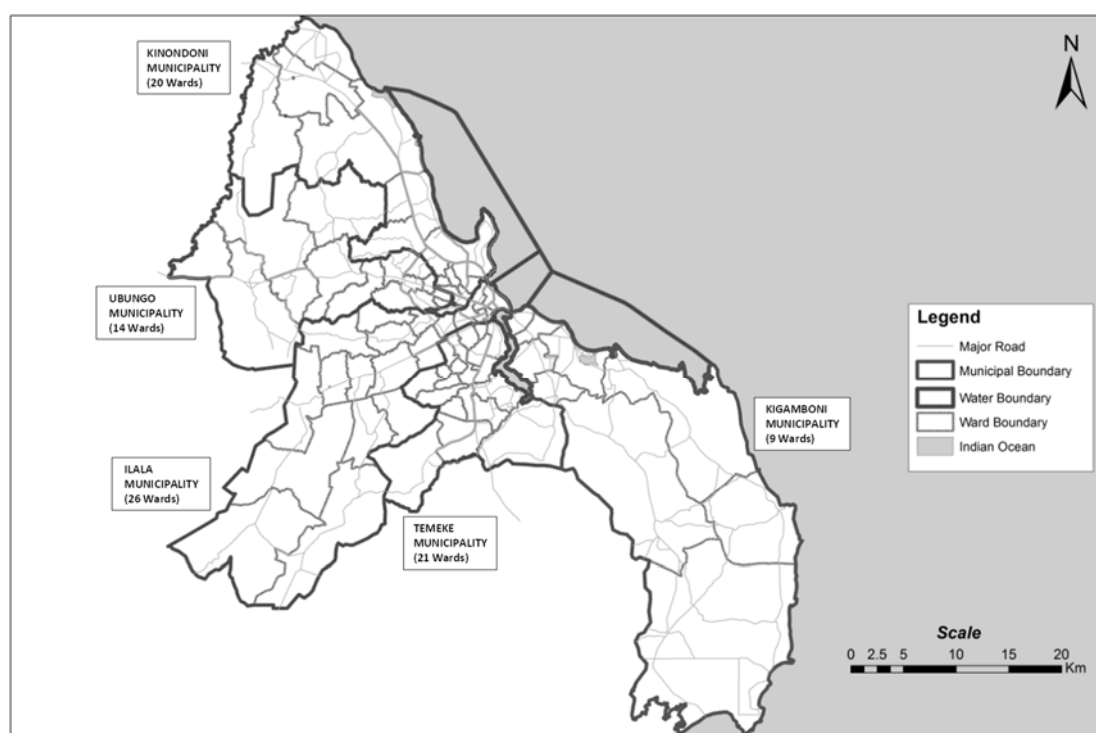 KINONDONI
MUNICIPALITY
(20 Wards)
N
UBUNGO
MUNICIPALITY
(14 Wards)
Legend
Major Road
Municipal Boundary
Water Boundary
Ward Boundary
Indian Ocean
KIGAMBONI
MUNICIPALITY
(9 Wards)
ILALA
MUNICIPALITY
(26 Wards)
TEMEKE
MUNICIPALITY
(21 Wards)
Scale
0 2.5 5 10 15 20
Km